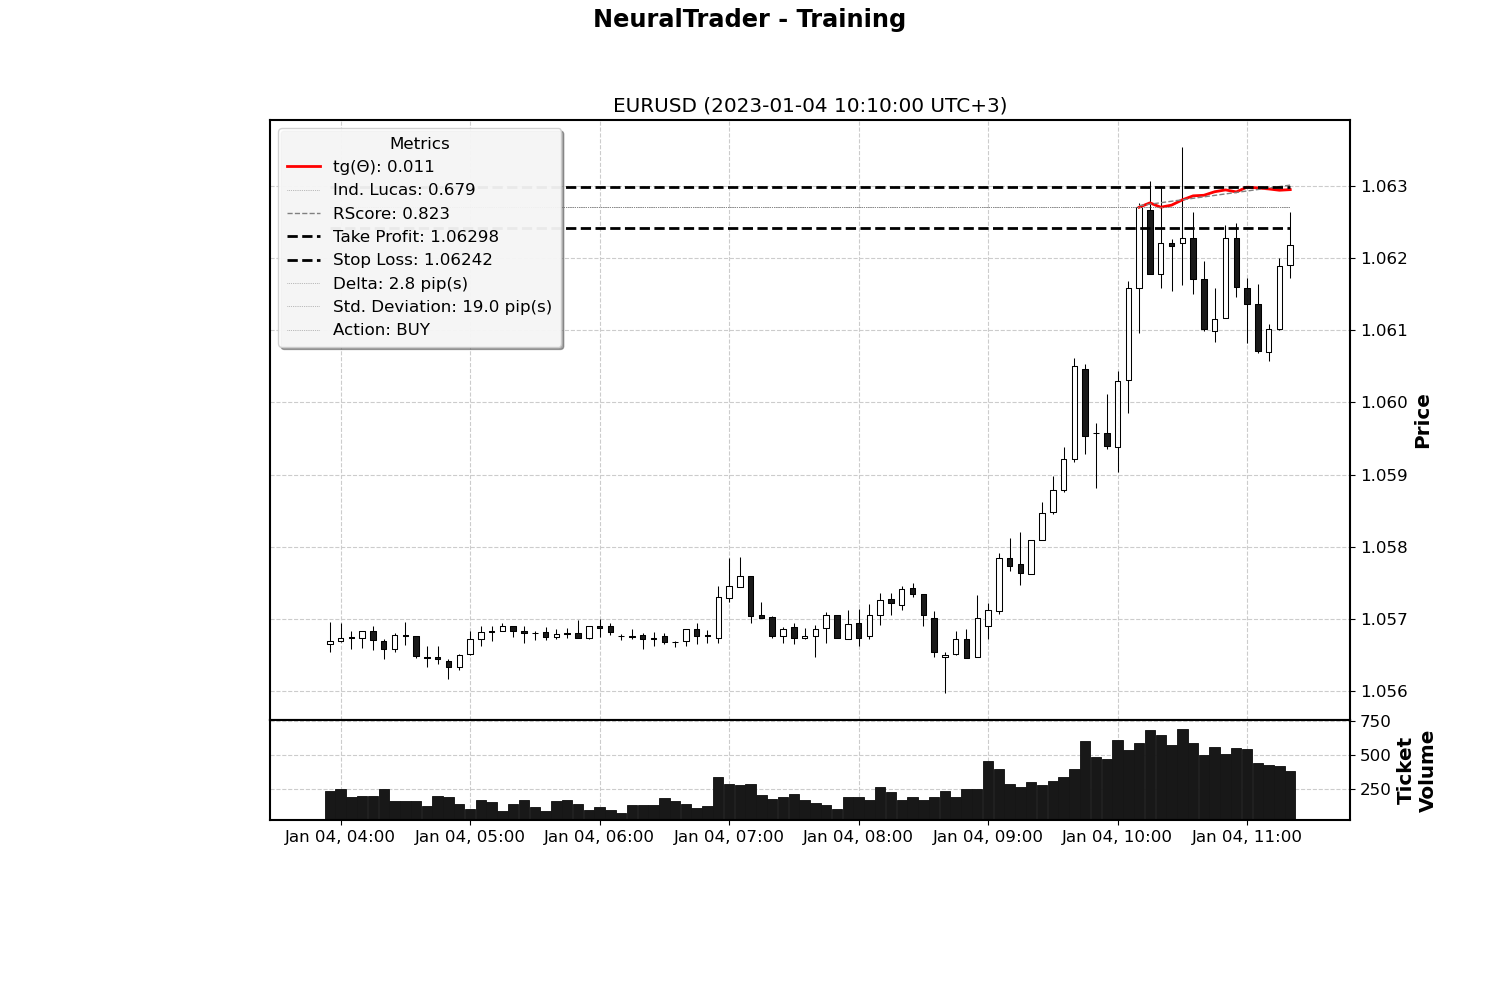 NeuralTrader - Training
EURUSD (2023-01-04 10:10:00 UTC+3)
Metrics
tg(Θ): 0.011
Ind. Lucas: 0.679
RScore: 0.823
Take Profit: 1.06298
Stop Loss: 1.06242
Delta: 2.8 pip(s)
Std. Deviation: 19.0 pip(s)
Action: BUY
1.063
1.062
1.061
1.060
1.059
1.058
1.057
1.056
Price
750
500
250
Ticket
Volume
Jan 04, 04:00 Jan 04, 05:00 Jan 04, 06:00 Jan 04, 07:00 Jan 04, 08:00 Jan 04, 09:00 Jan 04, 10:00 Jan 04, 11:00